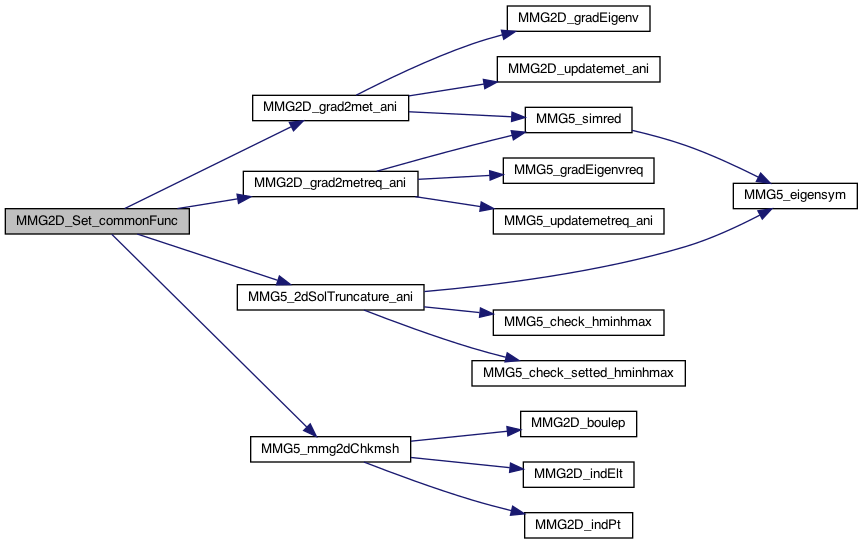 MMG2D_gradEigenv
MMG2D_updatemet_ani
MMG2D_grad2met_ani
MMG5_simred
MMG5_gradEigenvreq
MMG2D_grad2metreq_ani
MMG5_eigensym
MMG2D_Set_commonFunc
MMG5_updatemetreq_ani
MMG5_2dSolTruncature_ani
MMG5_check_hminhmax
MMG5_check_setted_hminhmax
MMG2D_boulep
MMG5_mmg2dChkmsh
MMG2D_indElt
MMG2D_indPt